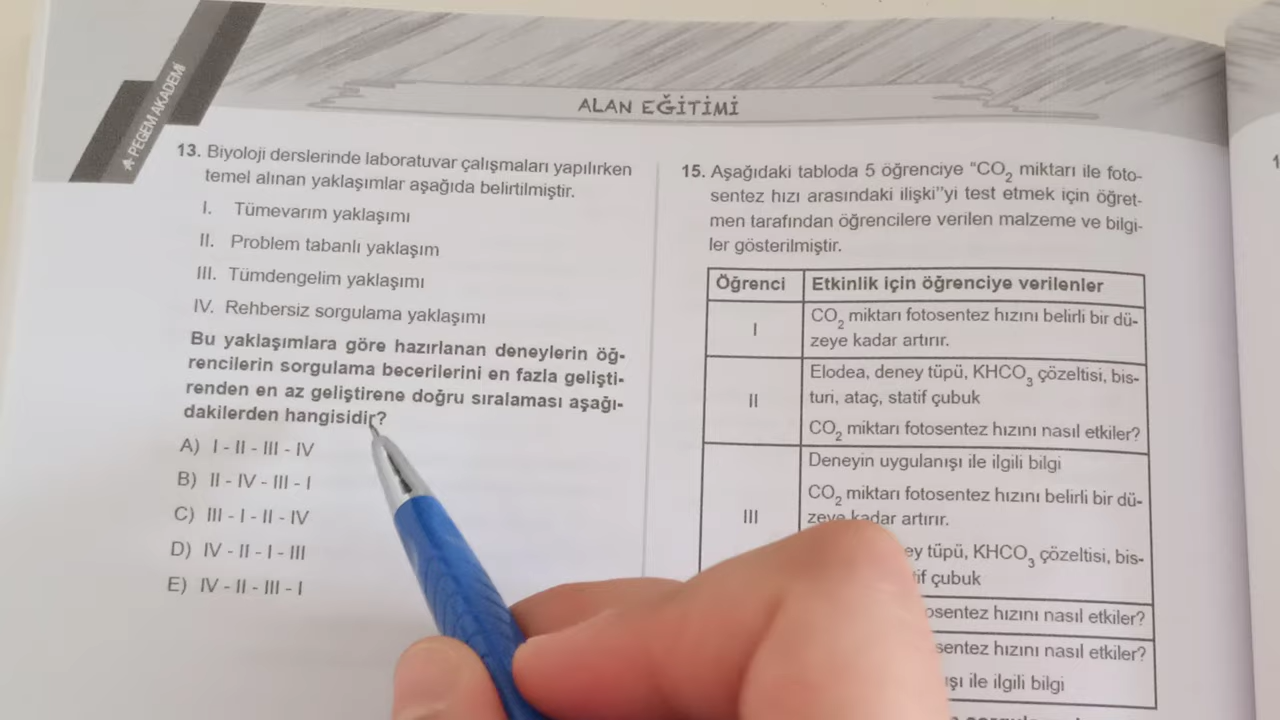 PEGEM AKADEMİ
ALAN EĞİTİMİ
13. Biyoloji derslerinde laboratuvar çalışmaları yapılırken
temel alınan yaklaşımlar aşağıda belirtilmiştir.
I. Tümevarım yaklaşımı
II. Problem tabanlı yaklaşım
III. Tümdengelim yaklaşımı
IV. Rehbersiz sorgulama yaklaşımı
Bu yaklaşımlara göre hazırlanan deneylerin öğ-
rencilerin sorgulama becerilerini en fazla gelişti-
renden en az geliştirene doğru sıralaması aşağı-
dakilerden hangisidir?
A) I - II - III - IV
B) II - IV - III - I
C) III - I - II - IV
D) IV - II - I - III
E) IV - II - III - I
15. Aşağıdaki tabloda 5 öğrenciye “CO₂ miktarı ile foto-
sentez hızı arasındaki ilişki”yi test etmek için öğret-
men tarafından öğrencilere verilen malzeme ve bilgi-
ler gösterilmiştir.
Öğrenci Etkinlik için öğrenciye verilenler
I
CO₂ miktarı fotosentez hızını belirli bir dü-
zeye kadar artırır.
II
Elodea, deney tüpü, KHCO₃ çözeltisi, bis-
turi, ataç, statif çubuk
CO₂ miktarı fotosentez hızını nasıl etkiler?
III
Deneyin uygulanışı ile ilgili bilgi
CO₂ miktarı fotosentez hızını belirli bir dü-
zeye kadar artırır.
ey tüpü, KHCO₃ çözeltisi, bis-
tif çubuk
osentez hızını nasıl etkiler?
sentez hızını nasıl etkiler?
ışı ile ilgili bilgi